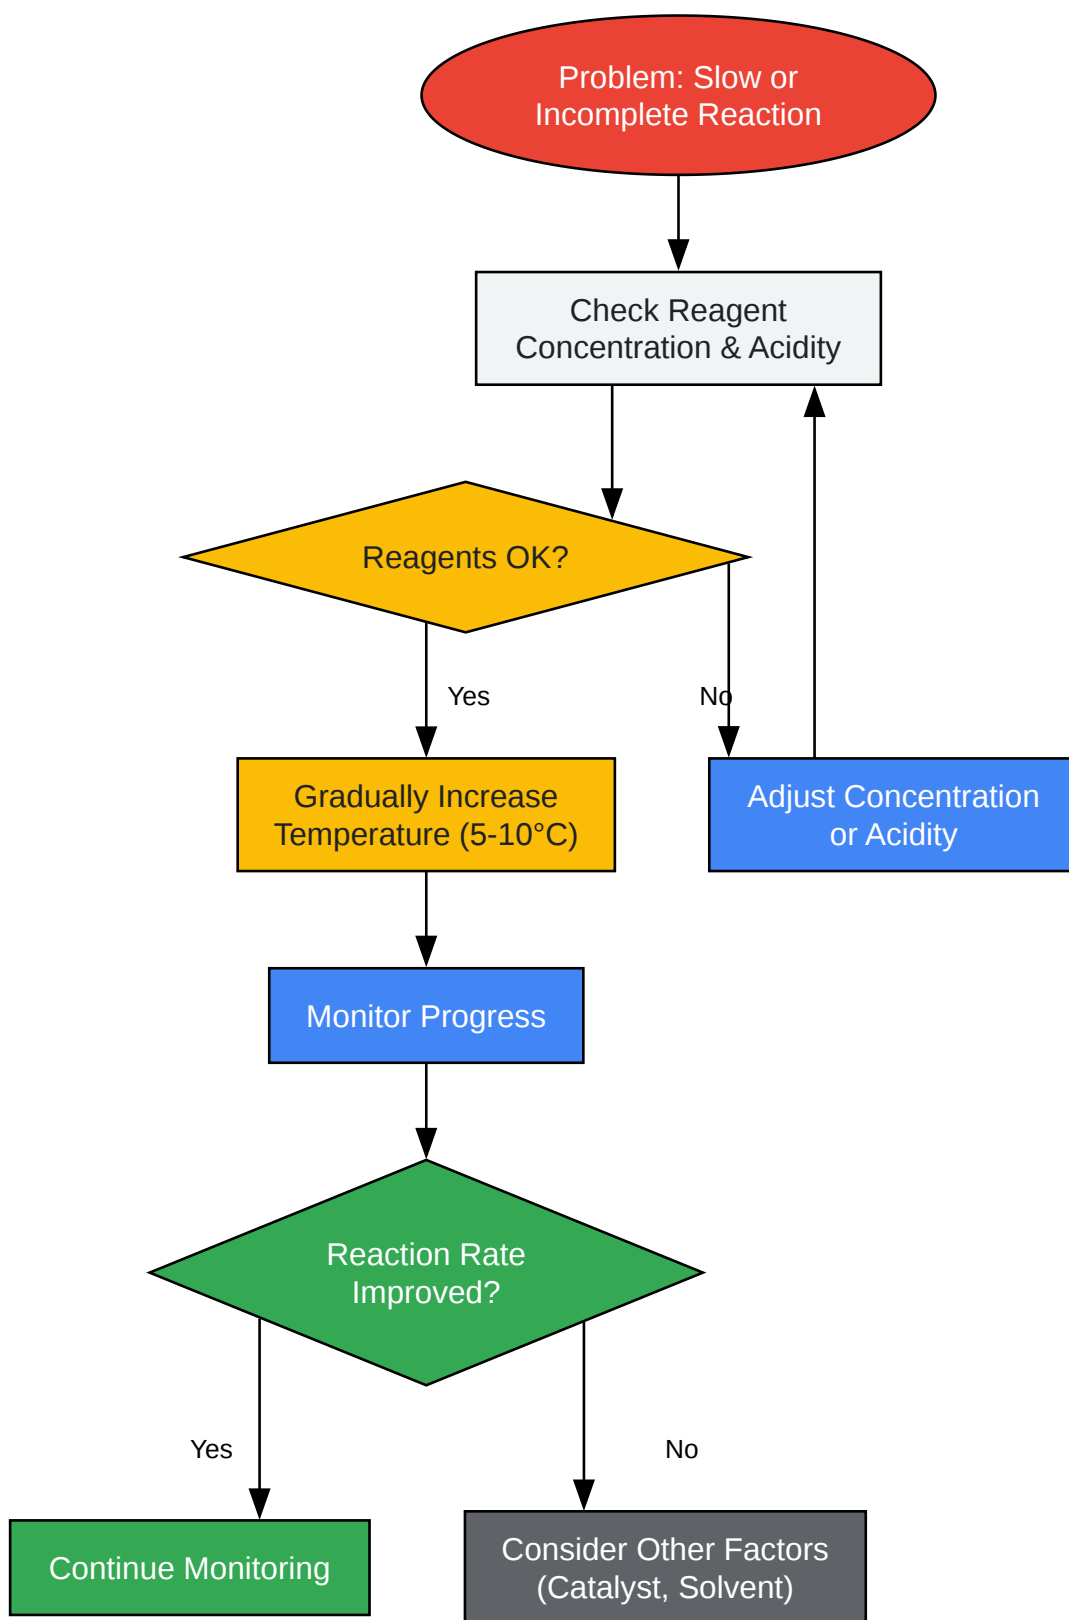 Problem: Slow or
Incomplete Reaction
Check Reagent
Concentration & Acidity
Reagents OK?
Yes
No
Gradually Increase
Temperature (5-10°C)
Adjust Concentration
or Acidity
Monitor Progress
Reaction Rate
Improved?
Yes
No
Continue Monitoring
Consider Other Factors
(Catalyst, Solvent)